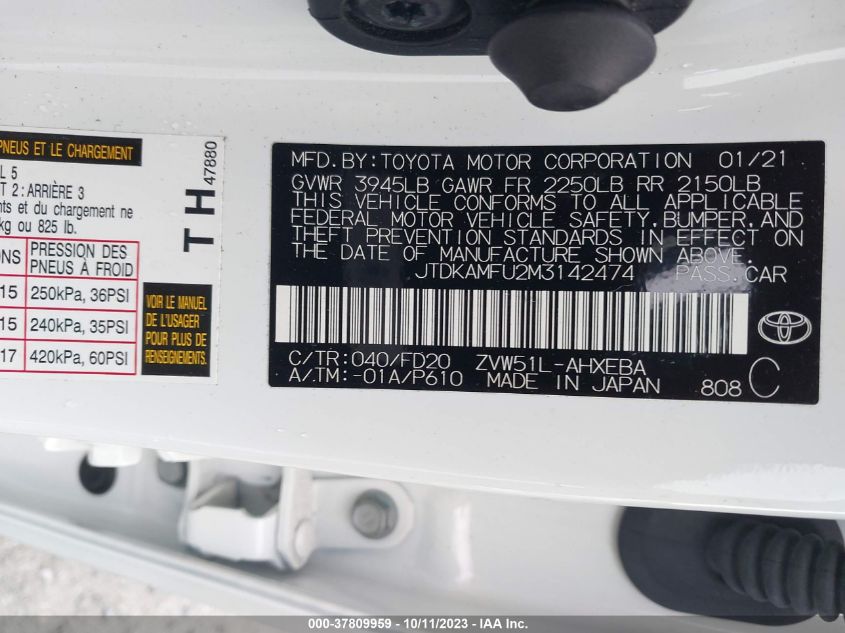 PNEUS ET LE CHARGEMENT
L 5
T 2: ARRIÈRE 3
nts et du chargement ne
kg ou 825 lb.
ONS PRESSION DES PNEUS À FROID
15 250kPa, 36PSI
15 240kPa, 35PSI
17 420kPa, 60PSI
VOIR LE MANUEL
DE L'USAGER
POUR PLUS DE
RENSEIGNEMENTS
TH 47880
MFD.BY:TOYOTA MOTOR CORPORATION 01/21
GVWR 3945LB GAWR FR 2250LB RR 2150LB
THIS VEHICLE CONFORMS TO ALL APPLICABLE
FEDERAL MOTOR VEHICLE SAFETY,BUMPER,AND
THEFT PREVENTION STANDARDS IN EFFECT ON
THE DATE OF MANUFACTURE SHOWN ABOVE.
JTDKAMFU2M3142474 PASS.CAR
C/TR:040/FD20 ZVW51L-AHXEBA
A/TM:-01A/P610 MADE IN JAPAN 808 C
000-37809959 - 10/11/2023 - IAA Inc.